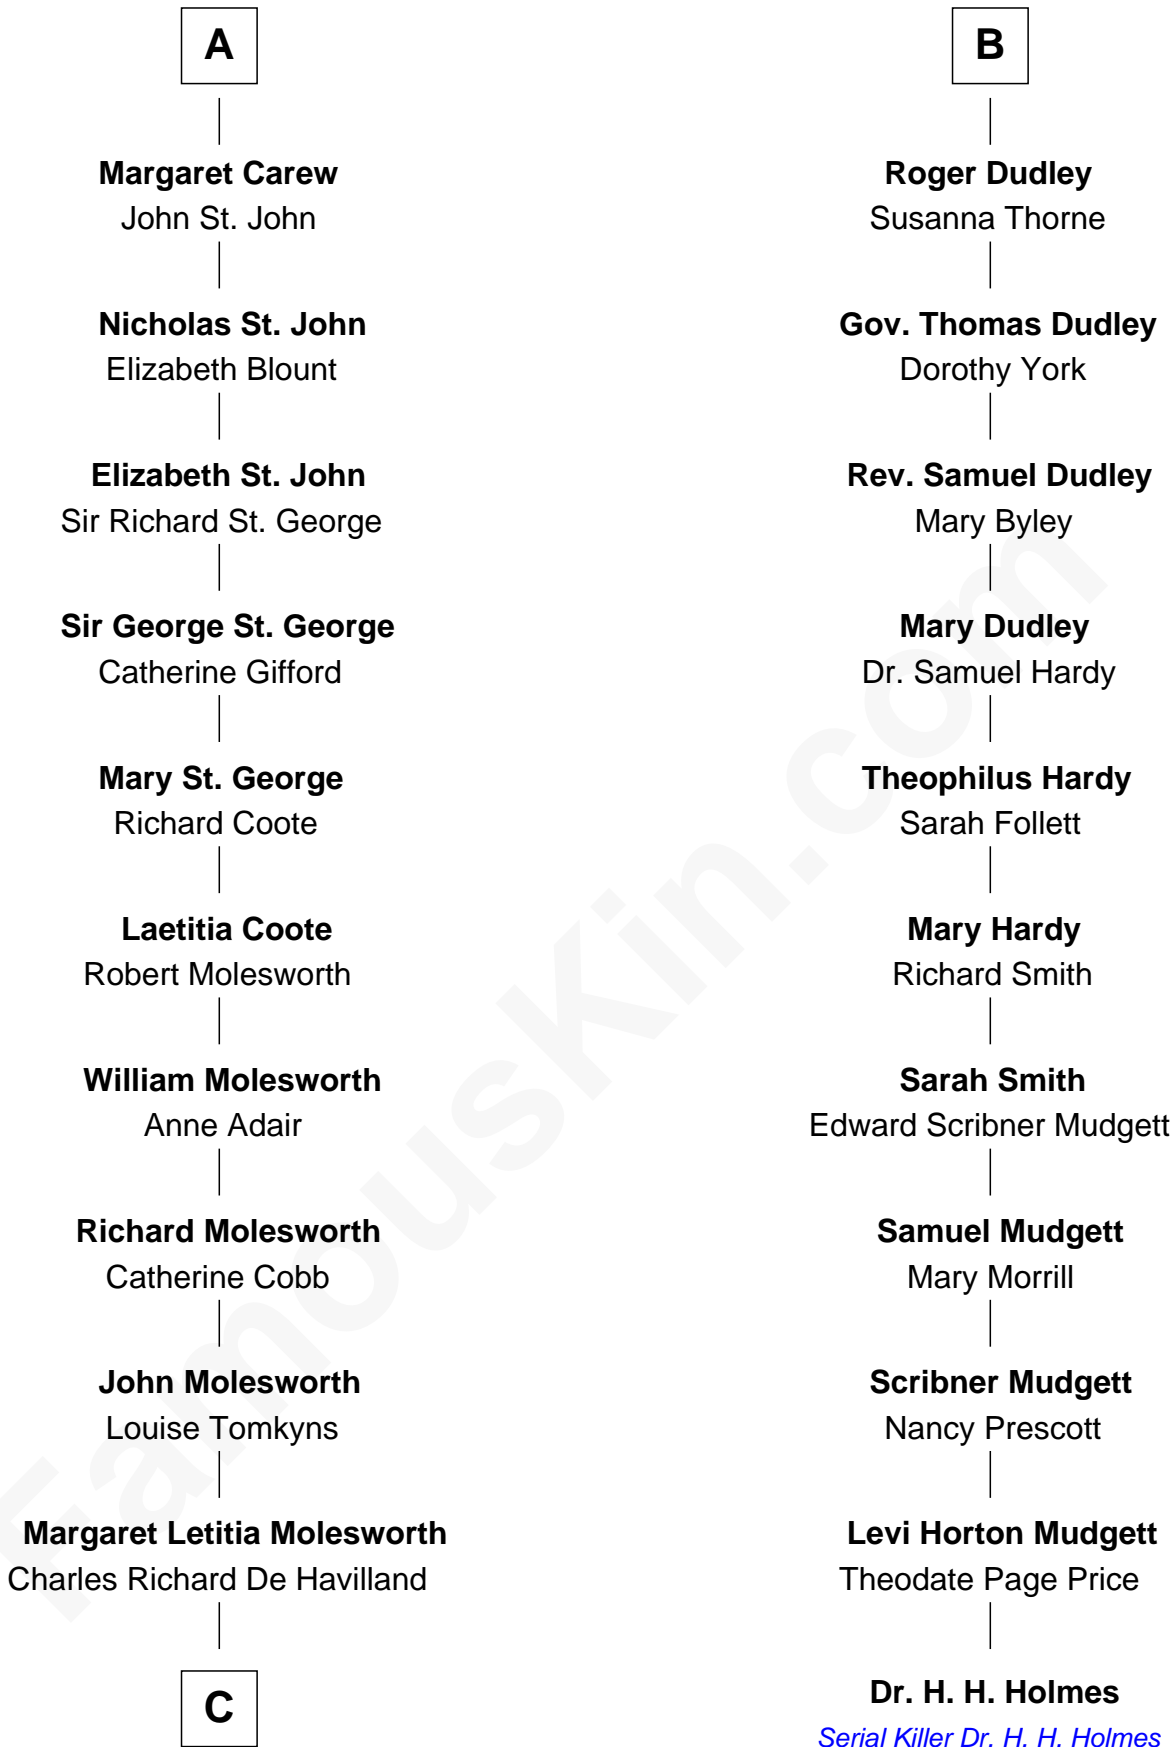 A
Margaret Carew
John St. John
Nicholas St. John
Elizabeth Blount
Elizabeth St. John
Sir Richard St. George
Sir George St. George
Catherine Gifford
Mary St. George
Richard Coote
Laetitia Coote
Robert Molesworth
William Molesworth
Anne Adair
Richard Molesworth
Catherine Cobb
John Molesworth
Louise Tomkyns
Margaret Letitia Molesworth
Charles Richard De Havilland
C
B
Roger Dudley
Susanna Thorne
Gov. Thomas Dudley
Dorothy York
Rev. Samuel Dudley
Mary Byley
Mary Dudley
Dr. Samuel Hardy
Theophilus Hardy
Sarah Follett
Mary Hardy
Richard Smith
Sarah Smith
Edward Scribner Mudgett
Samuel Mudgett
Mary Morrill
Scribner Mudgett
Nancy Prescott
Levi Horton Mudgett
Theodate Page Price
Dr. H. H. Holmes
Serial Killer Dr. H. H. Holmes
FamousKin.com